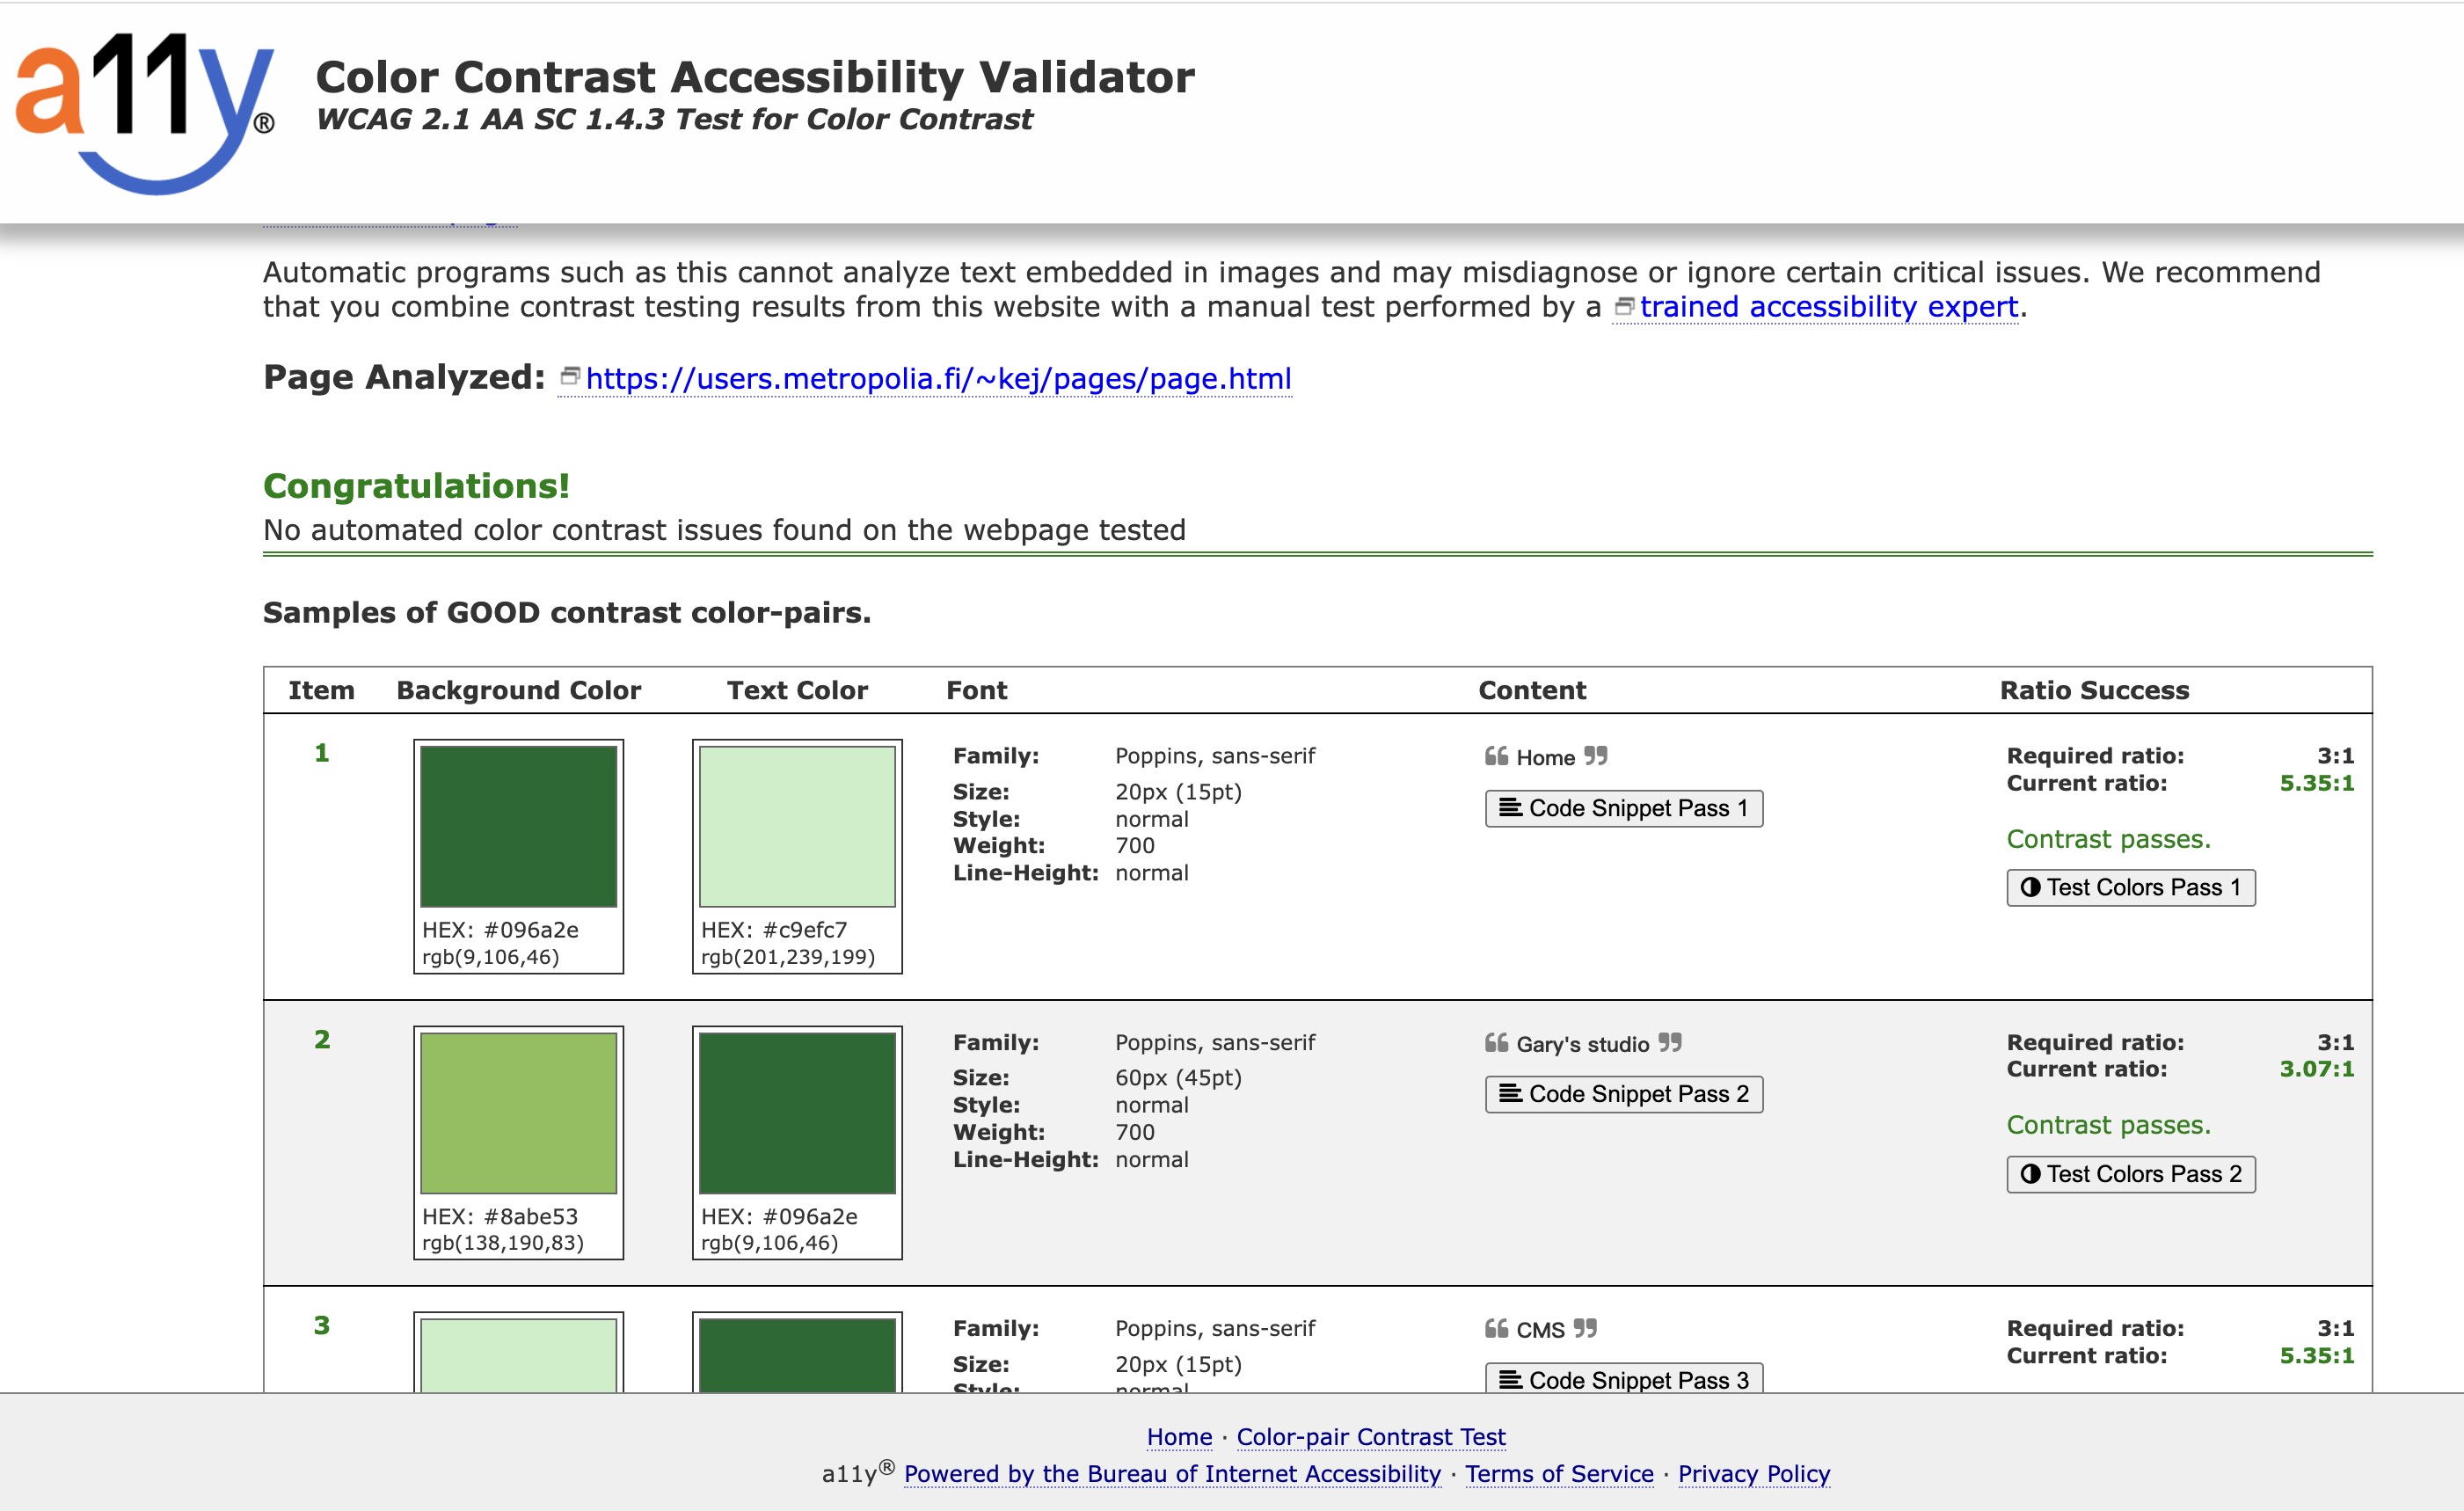 a11y®
Color Contrast Accessibility Validator
WCAG 2.1 AA SC 1.4.3 Test for Color Contrast
Automatic programs such as this cannot analyze text embedded in images and may misdiagnose or ignore certain critical issues. We recommend
that you combine contrast testing results from this website with a manual test performed by a trained accessibility expert.
Page Analyzed: https://users.metropolia.fi/~kej/pages/page.html
Congratulations!
No automated color contrast issues found on the webpage tested
Samples of GOOD contrast color-pairs.
Item Background Color Text Color Font Content Ratio Success
1
HEX: #096a2e
rgb(9,106,46)
HEX: #c9efc7
rgb(201,239,199)
Family: Poppins, sans-serif
Size: 20px (15pt)
Style: normal
Weight: 700
Line-Height: normal
❝ Home ❞
Code Snippet Pass 1
Required ratio: 3:1
Current ratio: 5.35:1
Contrast passes.
Test Colors Pass 1
2
HEX: #8abe53
rgb(138,190,83)
HEX: #096a2e
rgb(9,106,46)
Family: Poppins, sans-serif
Size: 60px (45pt)
Style: normal
Weight: 700
Line-Height: normal
❝ Gary's studio ❞
Code Snippet Pass 2
Required ratio: 3:1
Current ratio: 3.07:1
Contrast passes.
Test Colors Pass 2
3
Family: Poppins, sans-serif
Size: 20px (15pt)
Style: normal
❝ CMS ❞
Code Snippet Pass 3
Required ratio: 3:1
Current ratio: 5.35:1
Home · Color-pair Contrast Test
a11y® Powered by the Bureau of Internet Accessibility · Terms of Service · Privacy Policy